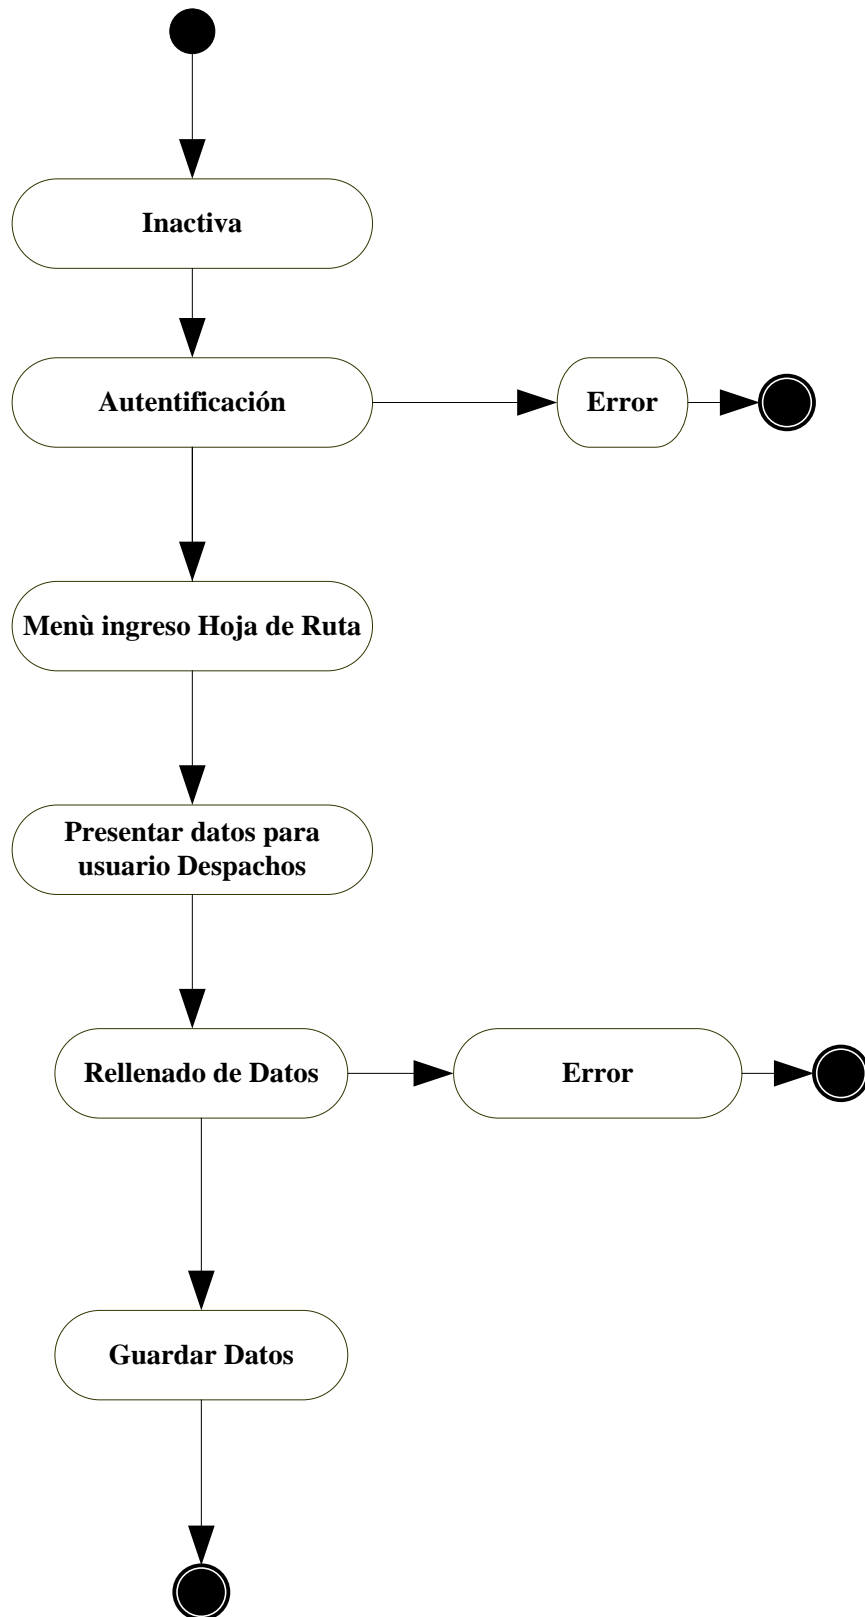 Inactiva
Autentificación
Error
Menù ingreso Hoja de Ruta
Presentar datos para
usuario Despachos
Rellenado de Datos
Error
Guardar Datos